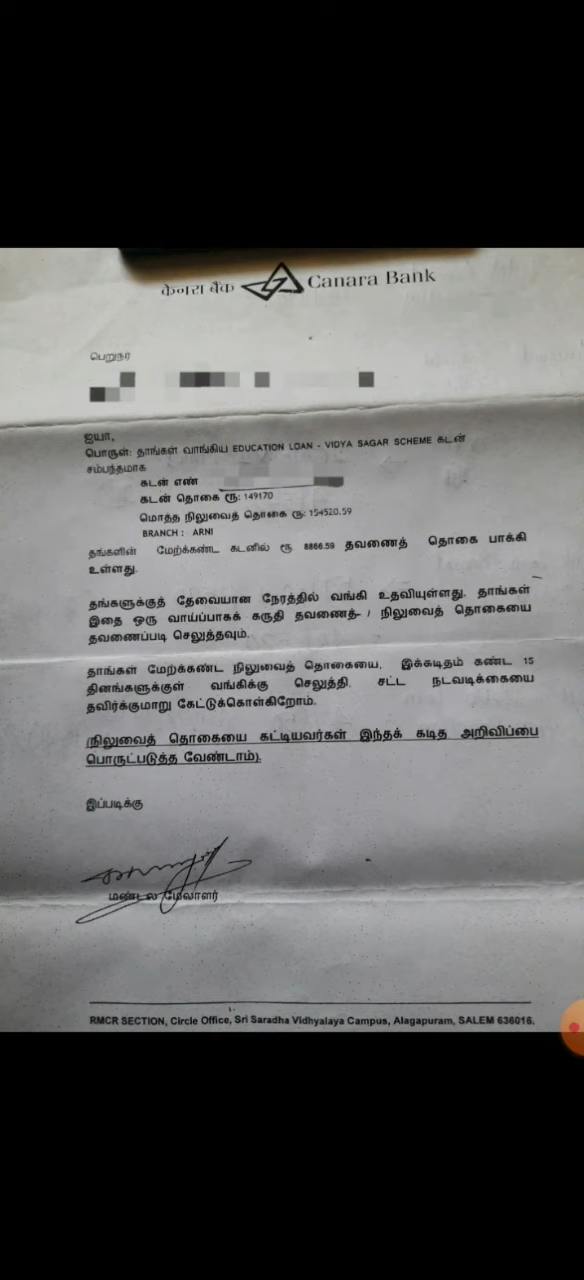 केनरा बैंक Canara Bank
பெறுநர்
ஐயா,
பொருள்: தாங்கள் வாங்கிய EDUCATION LOAN - VIDYA SAGAR SCHEME கடன்
சம்பந்தமாக
கடன் எண்
கடன் தொகை ரூ: 149170
மொத்த நிலுவைத் தொகை ரூ: 154520.59
BRANCH : ARNI
தங்களின் மேற்கண்ட கடனில் ரூ 8866.59 தவணைத் தொகை பாக்கி
உள்ளது.
தங்களுக்குத் தேவையான நேரத்தில் வங்கி உதவியுள்ளது. தாங்கள்
இதை ஒரு வாய்ப்பாகக் கருதி தவணைத்- / நிலுவைத் தொகையை
தவணைப்படி செலுத்தவும்.
தாங்கள் மேற்க்கண்ட நிலுவைத் தொகையை, இக்கடிதம் கண்ட 15
தினங்களுக்குள் வங்கிக்கு செலுத்தி, சட்ட நடவடிக்கையை
தவிர்க்குமாறு கேட்டுக்கொள்கிறோம்.
(நிலுவைத் தொகையை கட்டியவர்கள் இந்தக் கடித அறிவிப்பை
பொருட்படுத்த வேண்டாம்).
இப்படிக்கு
மண்டல மேலாளர்
RMCR SECTION, Circle Office, Sri Saradha Vidhyalaya Campus, Alagapuram, SALEM 636016.